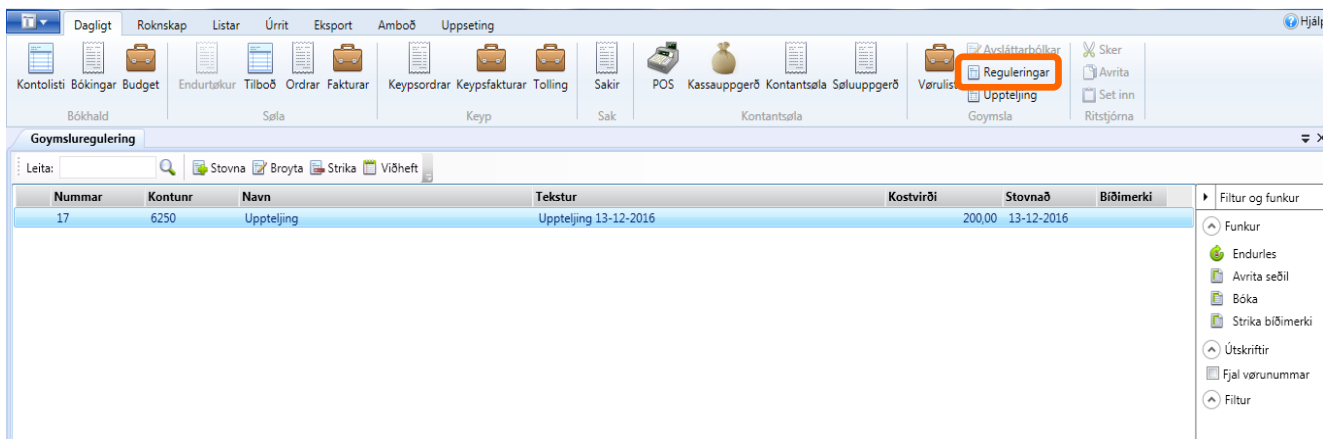 Dagligt Roknskap Listar Úrrit Eksport Amboð Uppseting Hjálp
Avsláttarbólkar Sker
Reguleringar Avrita
Kontolisti Bókingar Budget Endurtøkur Tilboð Ordrar Fakturar Keypsordrar Keypsfakturar Tolling Sakir POS Kassauppgerð Kontantsøla Søluuppgerð Uppteljing Set inn
Bókhald Søla Keyp Sak Kontantsøla Goymsla Ritstjórna
Goymsluregulering
Leita: Stovna Broyta Strika Viðheft
Nummar Kontunr Navn Tekstur Kostvirði Stovnað Bíðimerki Filtur og funkur
17 6250 Uppteljing Uppteljing 13-12-2016 200,00 13-12-2016
Funkur
Endurles
Avrita seðil
Bóka
Strika bíðimerki
Útskriftir
Fjal vørunummar
Filtur